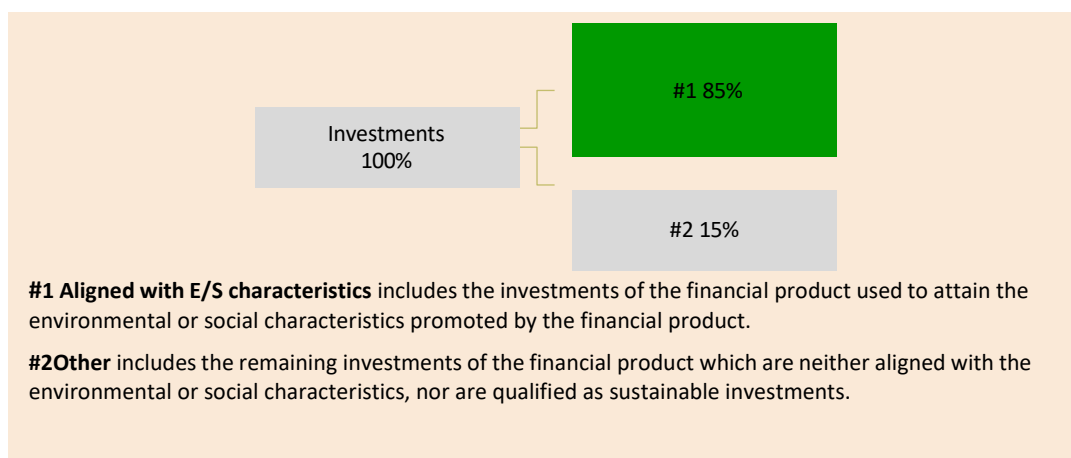 #1 85%
Investments
100%
#2 15%
#1 Aligned with E/S characteristics includes the investments of the financial product used to attain the
environmental or social characteristics promoted by the financial product.
#2Other includes the remaining investments of the financial product which are neither aligned with the
environmental or social characteristics, nor are qualified as sustainable investments.